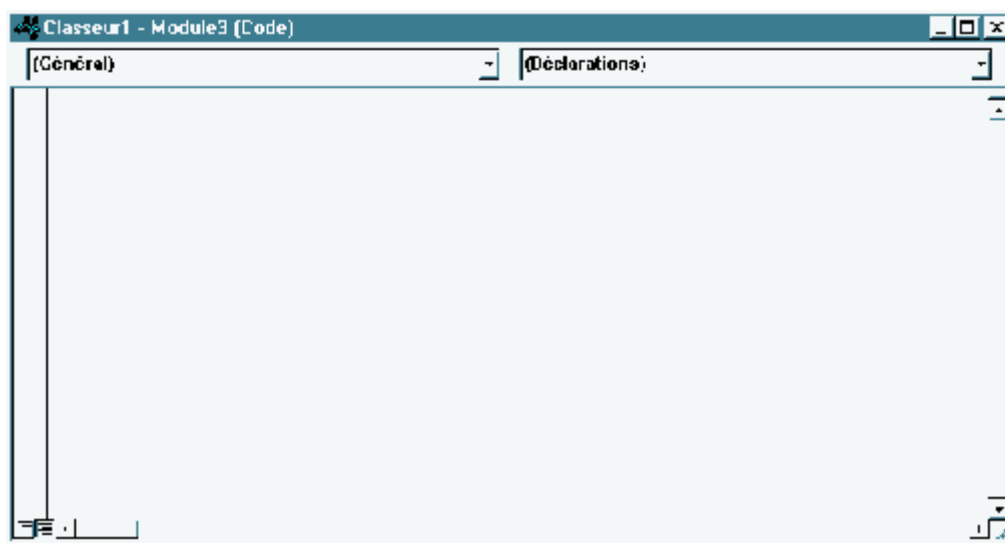 Classeur1 - Module3 (Code)
(Général) (Déclarations)